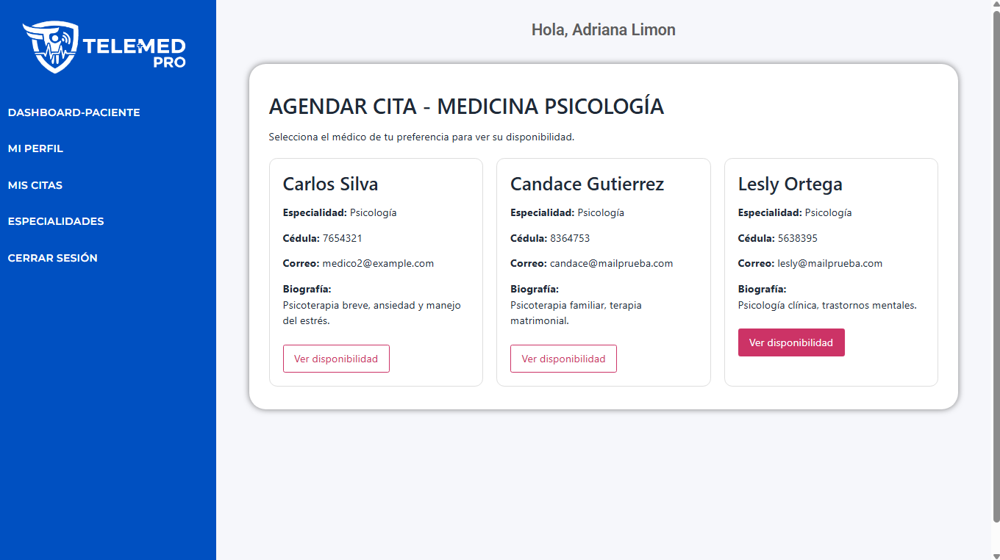 TELEMED
PRO
DASHBOARD-PACIENTE
MI PERFIL
MIS CITAS
ESPECIALIDADES
CERRAR SESIÓN
Hola, Adriana Limon
AGENDAR CITA - MEDICINA PSICOLOGÍA
Selecciona el médico de tu preferencia para ver su disponibilidad.
Carlos Silva
Especialidad: Psicología
Cédula: 7654321
Correo: medico2@example.com
Biografía:
Psicoterapia breve, ansiedad y manejo
del estrés.
Ver disponibilidad
Candace Gutierrez
Especialidad: Psicología
Cédula: 8364753
Correo: candace@mailprueba.com
Biografía:
Psicoterapia familiar, terapia
matrimonial.
Ver disponibilidad
Lesly Ortega
Especialidad: Psicología
Cédula: 5638395
Correo: lesly@mailprueba.com
Biografía:
Psicología clínica, trastornos mentales.
Ver disponibilidad